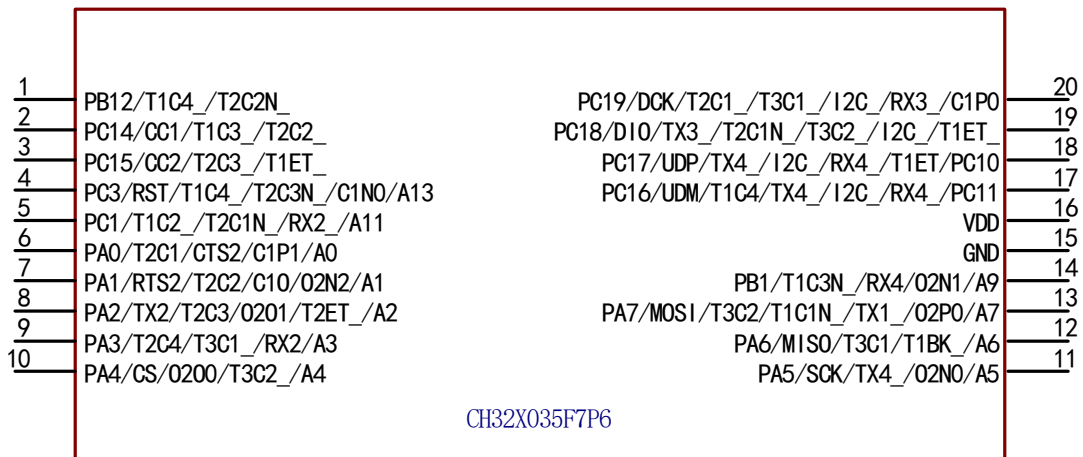 1 PB12/T1C4_/T2C2N_ PC19/DCK/T2C1_/T3C1_/I2C_/RX3_/C1P0 20
2 PC14/CC1/T1C3_/T2C2_ PC18/DIO/TX3_/T2C1N_/T3C2_/I2C_/T1ET_ 19
3 PC15/CC2/T2C3_/T1ET_ PC17/UDP/TX4_/I2C_/RX4_/T1ET/PC10 18
4 PC3/RST/T1C4_/T2C3N_/C1N0/A13 PC16/UDM/T1C4/TX4_/I2C_/RX4_/PC11 17
5 PC1/T1C2_/T2C1N_/RX2_/A11 VDD 16
6 PA0/T2C1/CTS2/C1P1/A0 GND 15
7 PA1/RTS2/T2C2/C1O/O2N2/A1 PB1/T1C3N_/RX4/O2N1/A9 14
8 PA2/TX2/T2C3/O2O1/T2ET_/A2 PA7/MOSI/T3C2/T1C1N_/TX1_/O2P0/A7 13
9 PA3/T2C4/T3C1_/RX2/A3 PA6/MISO/T3C1/T1BK_/A6 12
10 PA4/CS/O2O0/T3C2_/A4 PA5/SCK/TX4_/O2N0/A5 11
CH32X035F7P6